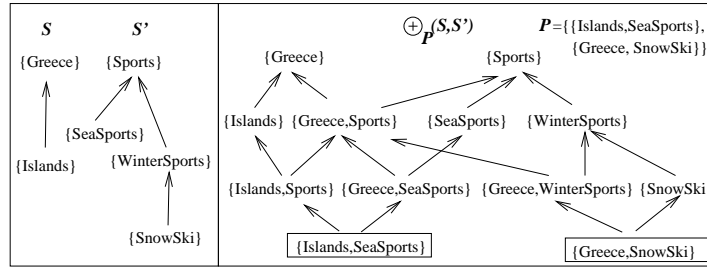 S S'
{Greece} {Sports}
{SeaSports}
{Islands} {WinterSports}
{SnowSki}
⊕P(S,S') P={{Islands,SeaSports},
{Greece, SnowSki}}
{Greece} {Sports}
{Islands} {Greece,Sports} {SeaSports} {WinterSports}
{Islands,Sports} {Greece,SeaSports} {Greece,WinterSports} {SnowSki}
{Islands,SeaSports} {Greece,SnowSki}